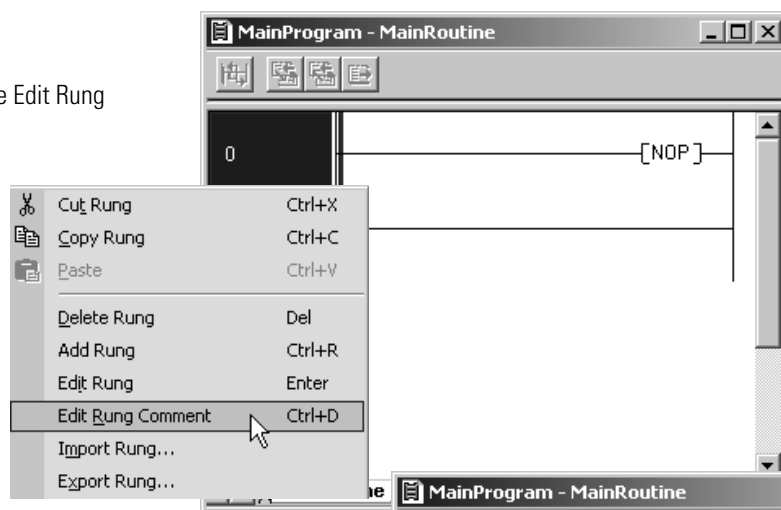 MainProgram - MainRoutine
e Edit Rung
0
[NOP]
Cut Rung Ctrl+X
Copy Rung Ctrl+C
Paste Ctrl+V
Delete Rung Del
Add Rung Ctrl+R
Edit Rung Enter
Edit Rung Comment Ctrl+D
Import Rung...
Export Rung...
ne
MainProgram - MainRoutine